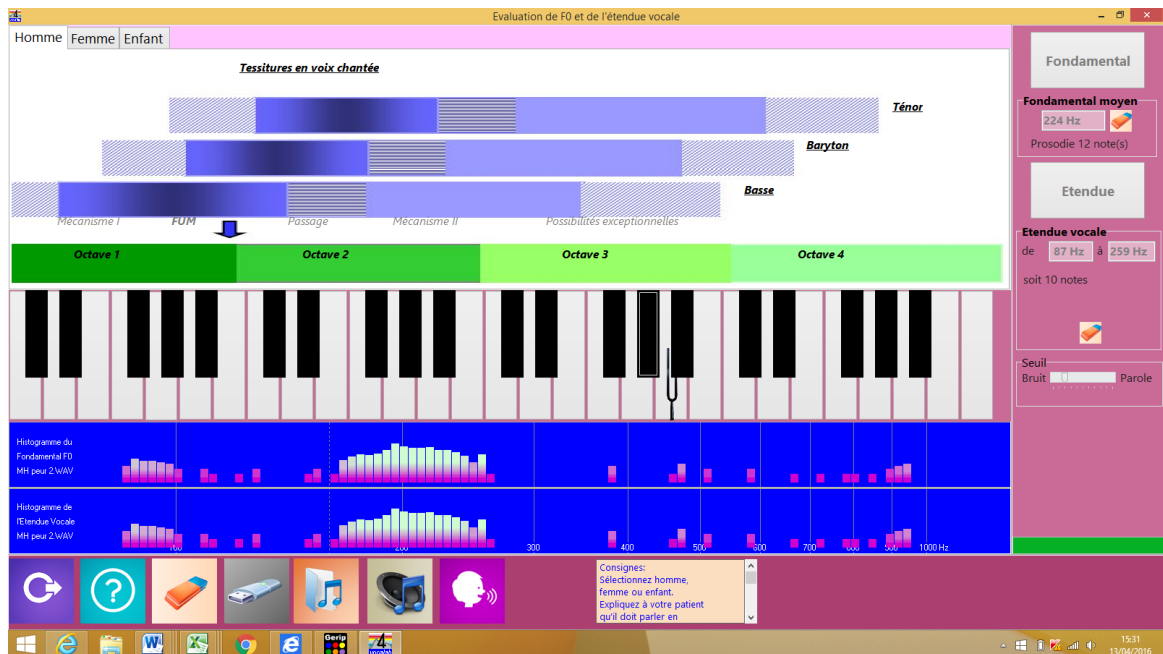 Evaluation de F0 et de l'étendue vocale
Homme Femme Enfant
Tessitures en voix chantée
Ténor
Baryton
Basse
Mécanisme I FUM Passage Mécanisme II Possibilités exceptionnelles
Octave 1 Octave 2 Octave 3 Octave 4
Fondamental
Fondamental moyen
224 Hz
Prosodie 12 note(s)
Etendue
Etendue vocale
de 87 Hz à 259 Hz
soit 10 notes
Seuil
Bruit Parole
Histogramme du
Fondamental F0
MH peur 2.WAV
Histogramme de
l'Etendue Vocale
MH peur 2.WAV
100 200 300 400 500 600 700 800 900 1000 Hz
Consignes:
Sélectionnez homme,
femme ou enfant.
Expliquez à votre patient
qu'il doit parler en
Gerip
4
15:31
13/04/2016